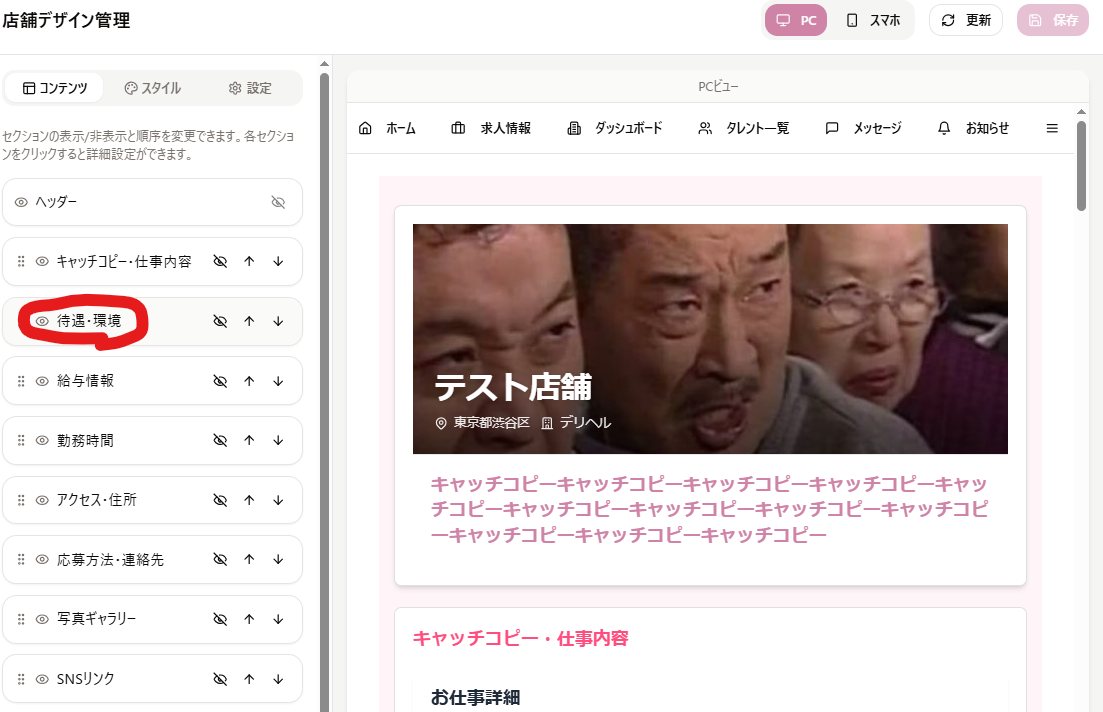 店舗デザイン管理
PC
スマホ
更新
保存
コンテンツ
スタイル
設定
セクションの表示/非表示と順序を変更できます。各セクショ
ンをクリックすると詳細設定ができます。
ヘッダー
キャッチコピー・仕事内容
待遇・環境
給与情報
勤務時間
アクセス・住所
応募方法・連絡先
写真ギャラリー
SNSリンク
PCビュー
ホーム
求人情報
ダッシュボード
タレント一覧
メッセージ
お知らせ
テスト店舗
東京都渋谷区 デリヘル
キャッチコピーキャッチコピーキャッチコピーキャッチコピーキャッ
チコピーキャッチコピーキャッチコピーキャッチコピーキャッチコピ
ーキャッチコピーキャッチコピーキャッチコピー
キャッチコピー・仕事内容
お仕事詳細